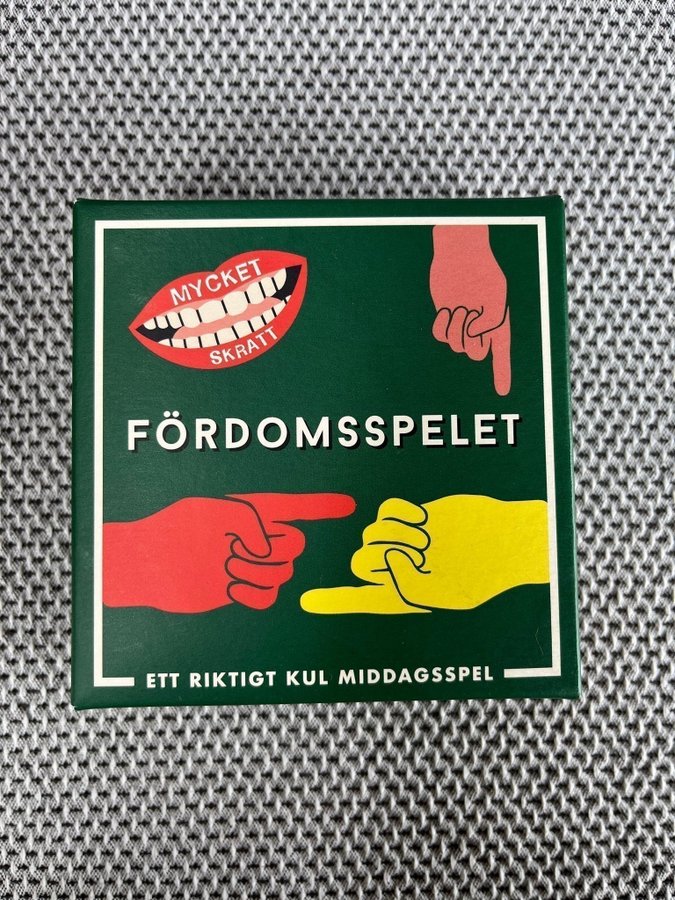 MYCKET
SKRATT
FÖRDOMSSPELET
ETT RIKTIGT KUL MIDDAGSSPEL